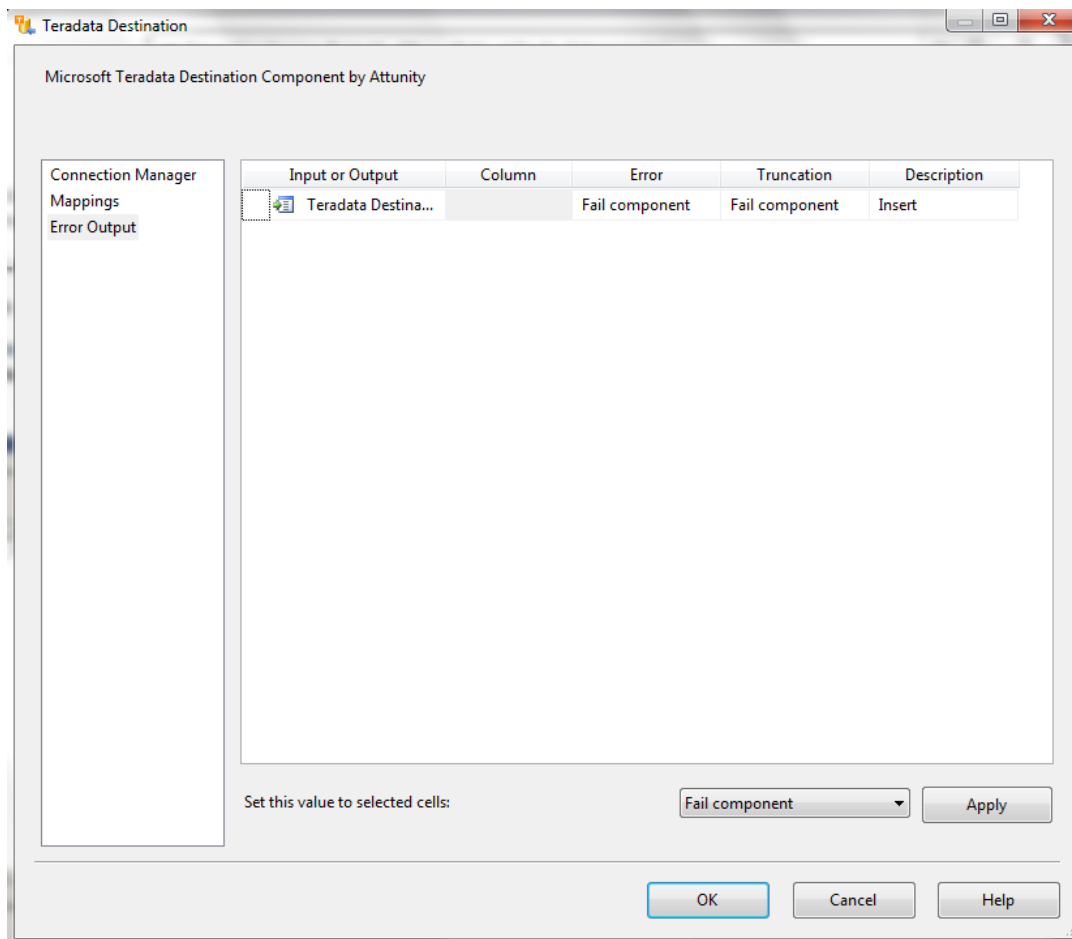 Teradata Destination
Microsoft Teradata Destination Component by Attunity
Connection Manager
Mappings
Error Output
Input or Output Column Error Truncation Description
Teradata Destina... Fail component Fail component Insert
Set this value to selected cells: Fail component Apply
OK Cancel Help